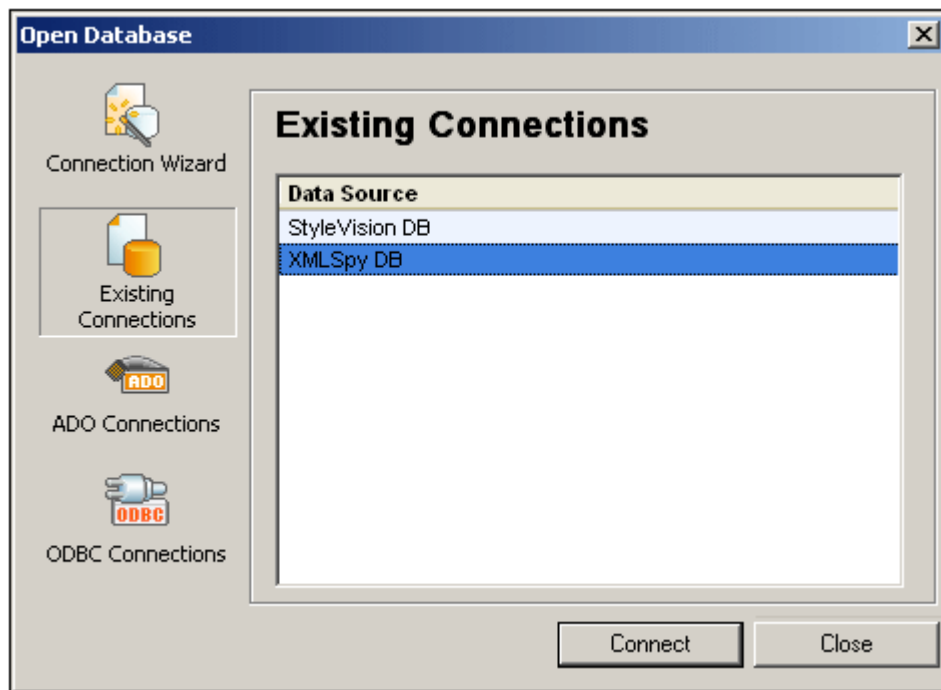 Open Database
Connection Wizard
Existing
Connections
ADO
ADO Connections
ODBC
ODBC Connections
Existing Connections
Data Source
StyleVision DB
XMLSpy DB
Connect
Close